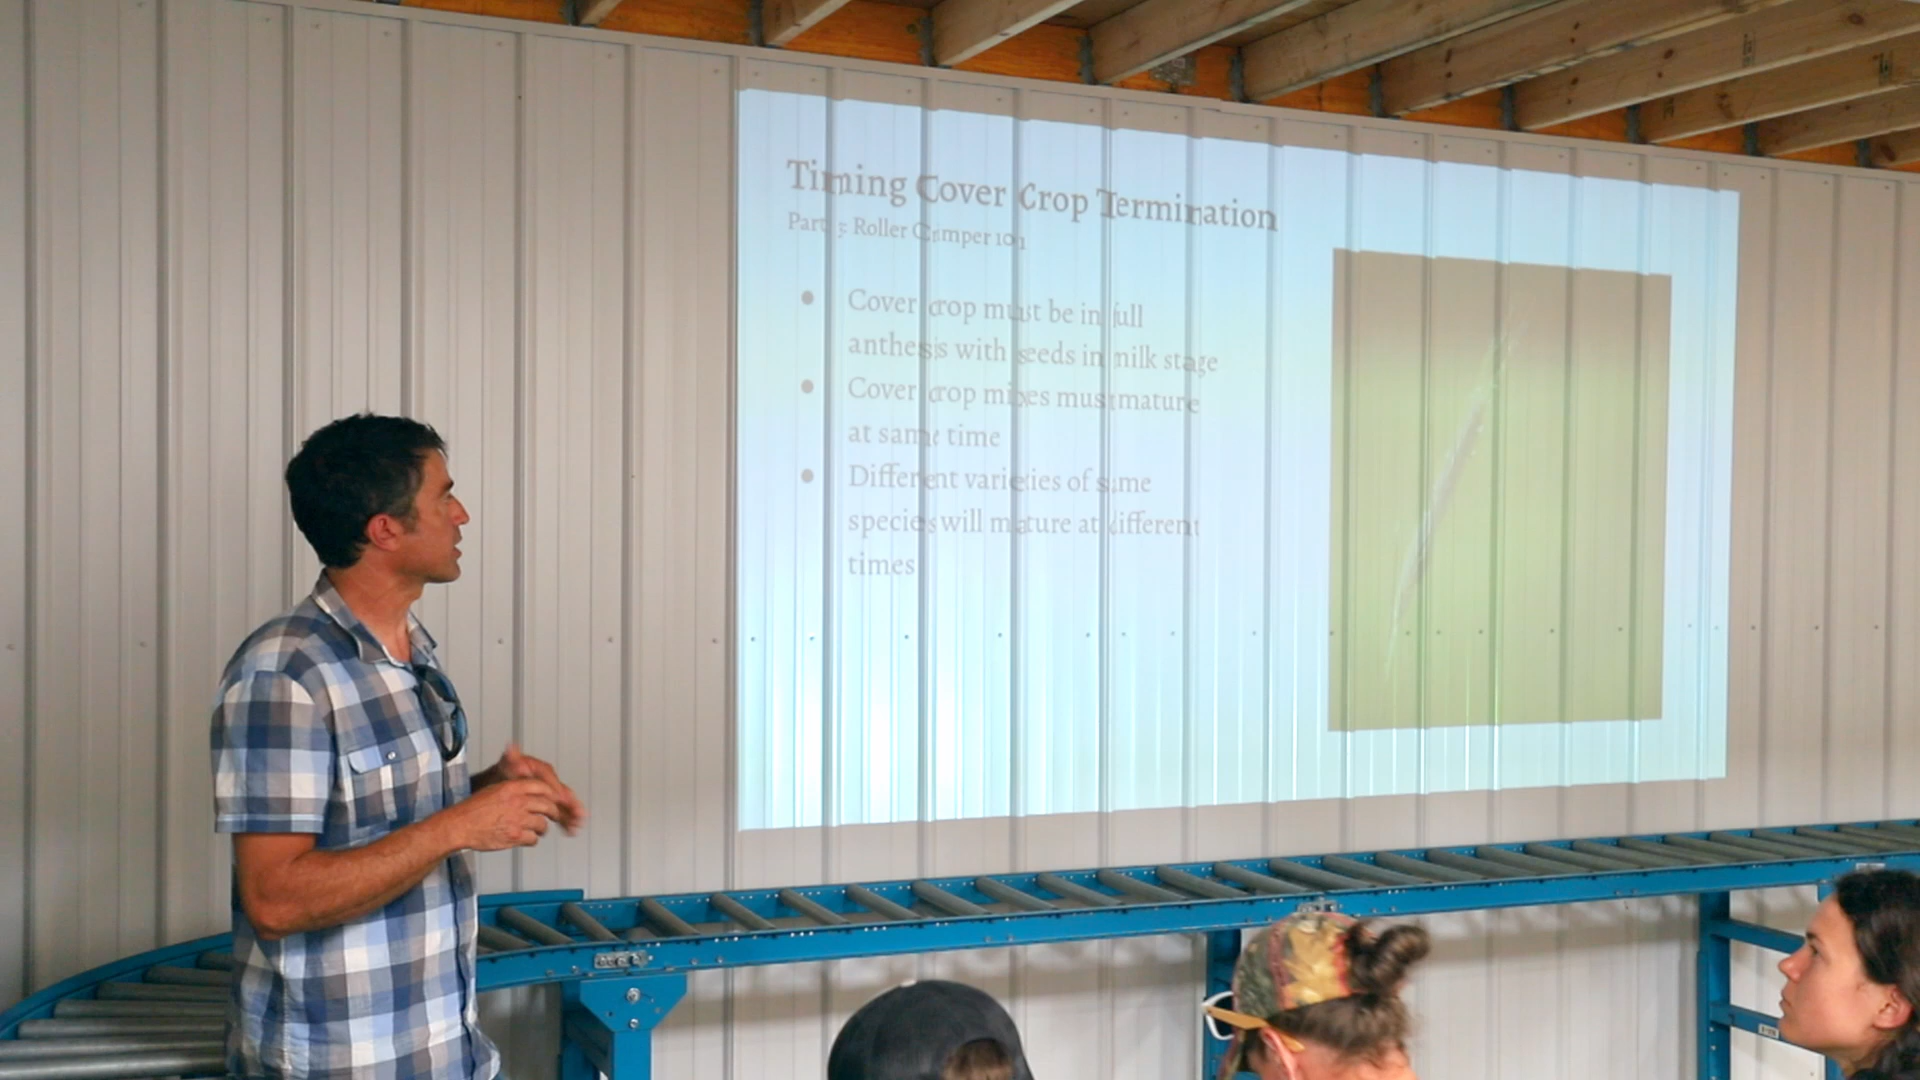 Timing Cover Crop Termination
Part 3: Roller Crimper 101
● Cover crop must be in full
anthesis with seeds in milk stage
● Cover crop mixes must mature
at same time
● Different varieties of same
species will mature at different
times